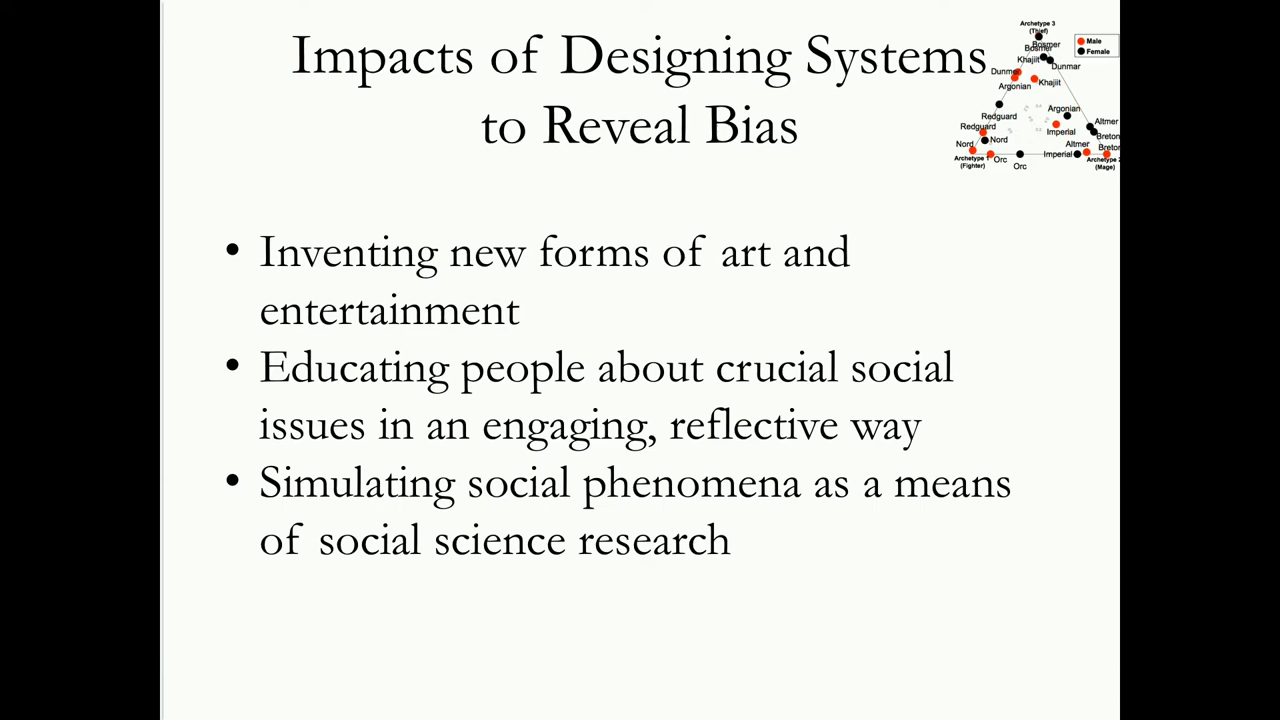 Impacts of Designing Systems
to Reveal Bias
Archetype 3
(Thief)
Male
Female
Bosmer
Bosmer
Khajiit
Dunmar
Dunmer
Khajiit
Argonian
Argonian
Redguard
Altmer
Redguard
Imperial
Breton
Nord
Nord
Altmer
Breton
Imperial
Archetype
(Fighter)
Orc
Orc
Archetype
(Mage)
• Inventing new forms of art and
entertainment
• Educating people about crucial social
issues in an engaging, reflective way
• Simulating social phenomena as a means
of social science research